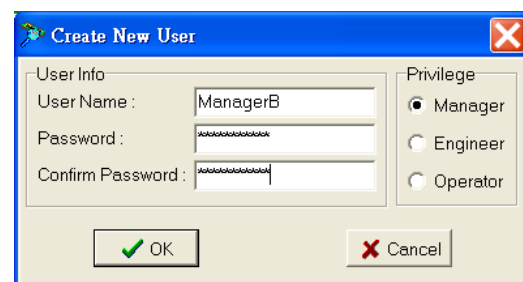 Create New User
User Info
User Name :
ManagerB
Password :
************
Confirm Password :
************
Privilege
Manager
Engineer
Operator
OK
Cancel